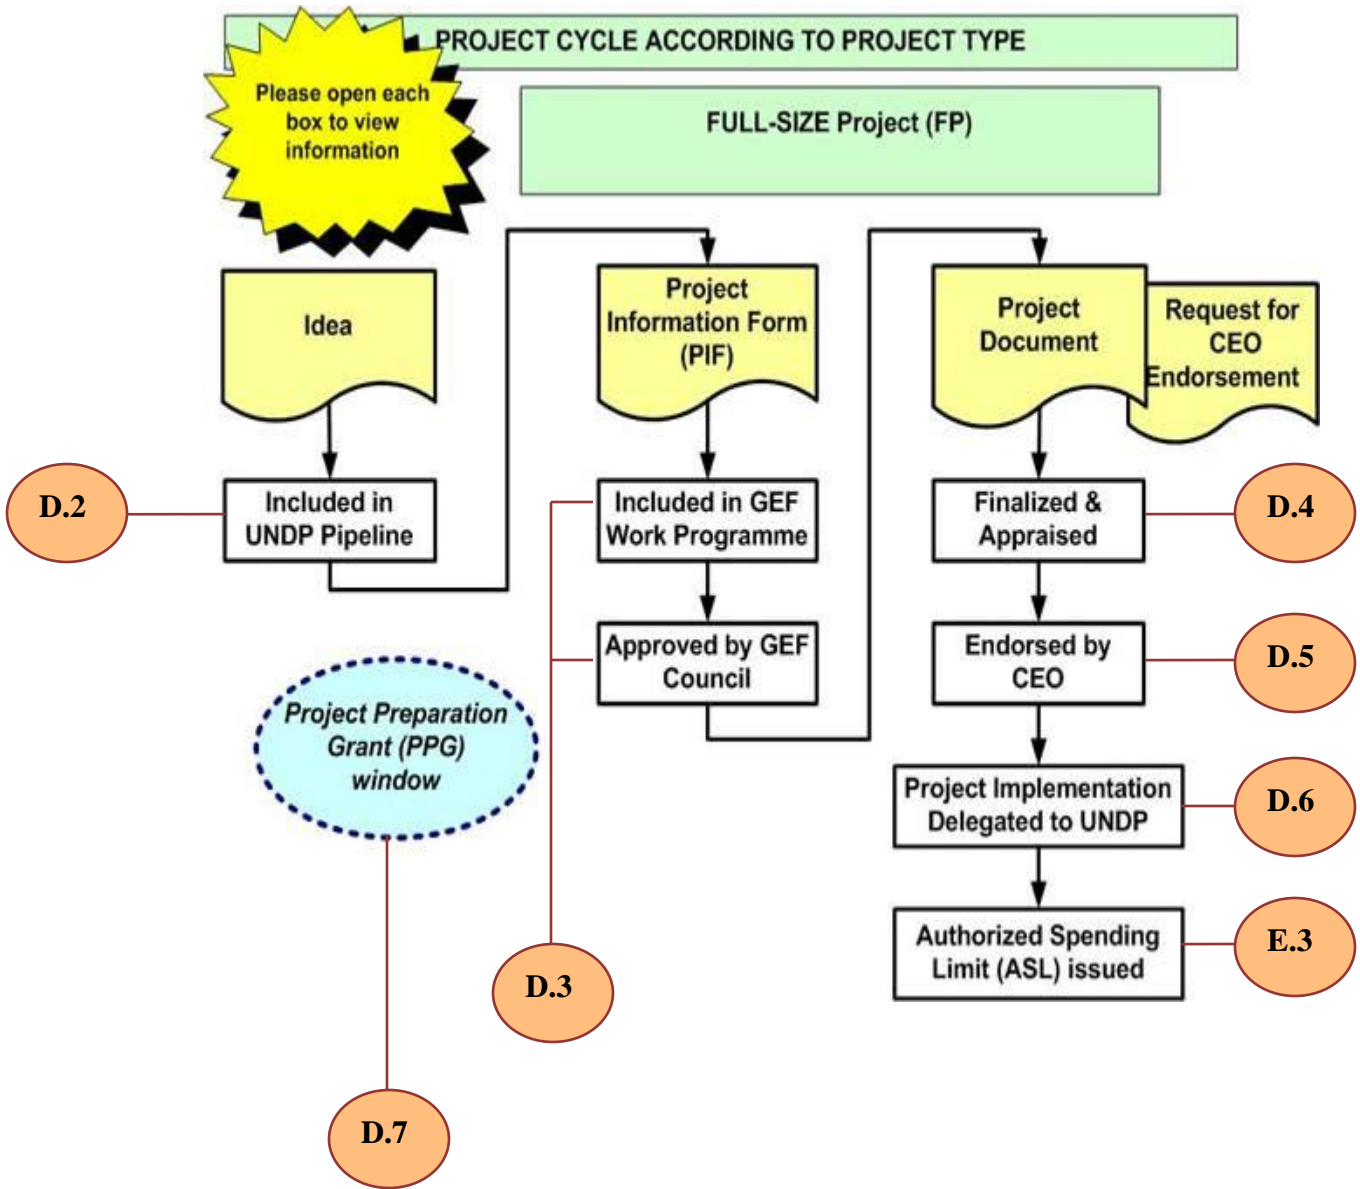 PROJECT CYCLE ACCORDING TO PROJECT TYPE
Please open each
box to view
information
FULL-SIZE Project (FP)
Idea
Project
Information Form
(PIF)
Project
Document
Request for
CEO
Endorsement
D.2
Included in
UNDP Pipeline
Included in GEF
Work Programme
Finalized &
Appraised
D.4
Approved by GEF
Council
Endorsed by
CEO
D.5
Project Preparation
Grant (PPG)
window
Project Implementation
Delegated to UNDP
D.6
Authorized Spending
Limit (ASL) issued
E.3
D.3
D.7